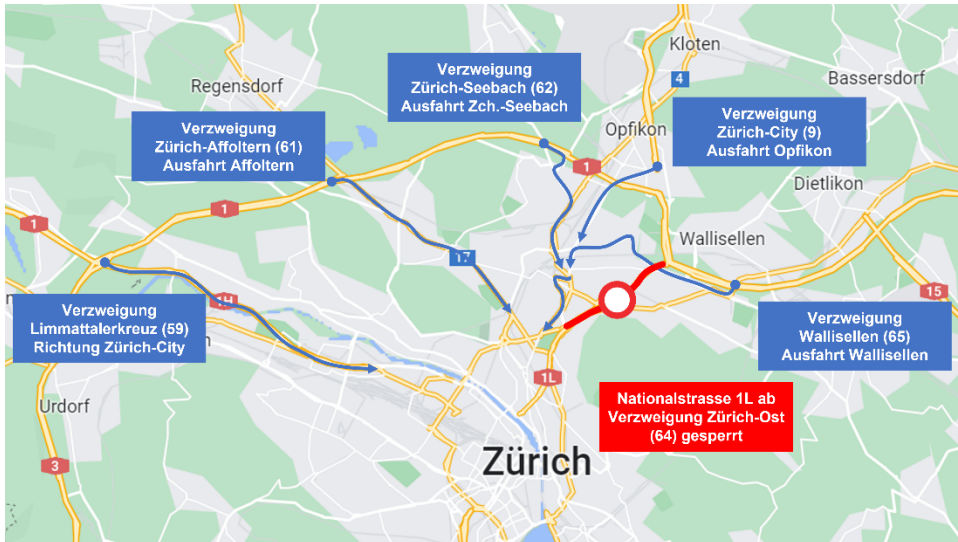 Kloten
4
Bassersdorf
Regensdorf
Verzweigung
Zürich-Seebach (62)
Ausfahrt Zch.-Seebach
Verzweigung
Zürich-City (9)
Ausfahrt Opfikon
Opfikon
Verzweigung
Zürich-Affoltern (61)
Ausfahrt Affoltern
1
Dietlikon
1
1
Wallisellen
17
15
1H
Verzweigung
Limmattalerkreuz (59)
Richtung Zürich-City
Verzweigung
Wallisellen (65)
Ausfahrt Wallisellen
1L
Urdorf
Nationalstrasse 1L ab
Verzweigung Zürich-Ost
(64) gesperrt
3
Zürich